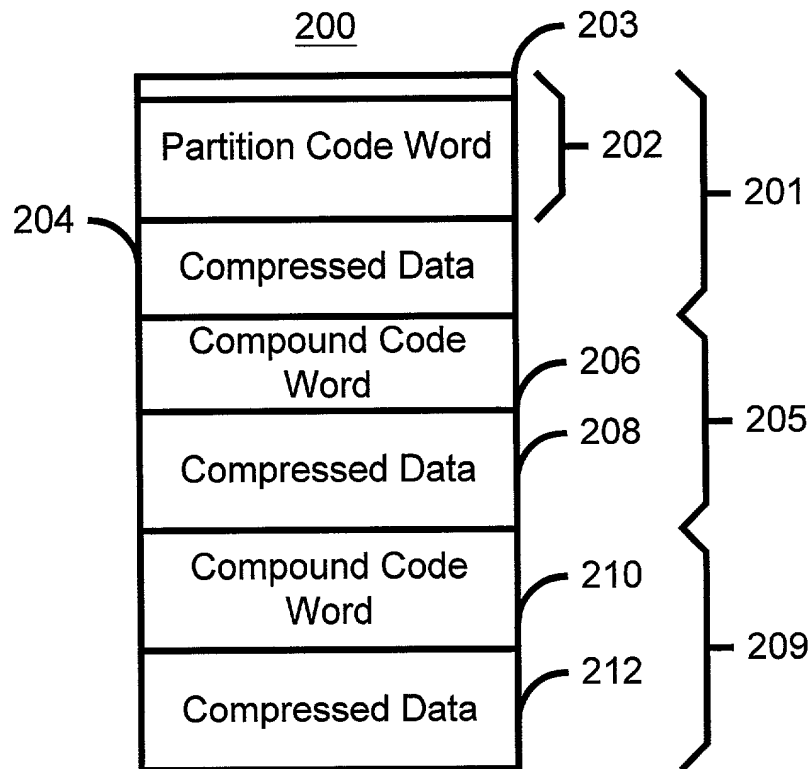 200
203
Partition Code Word
202
201
204
Compressed Data
Compound Code
Word
206
205
208
Compressed Data
Compound Code
Word
210
209
212
Compressed Data